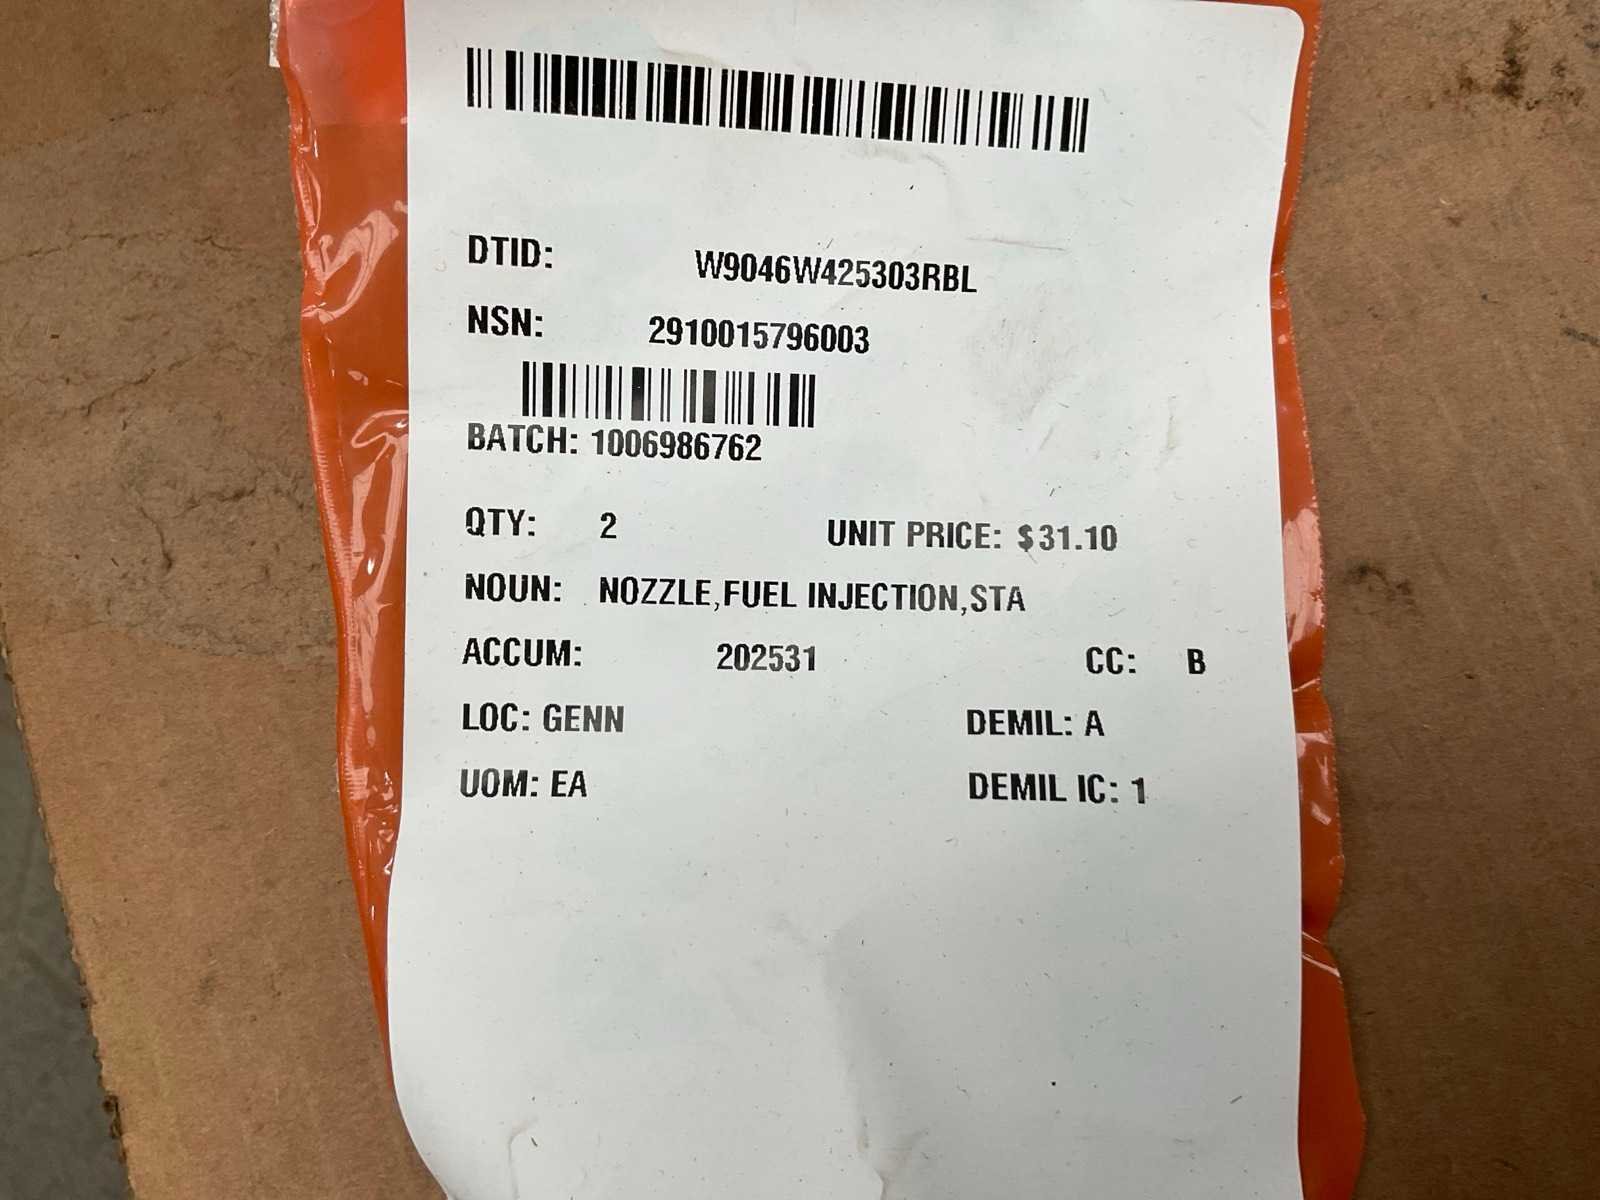 DTID: W9046W425303RBL
NSN: 2910015796003
BATCH: 1006986762
QTY: 2 UNIT PRICE: $31.10
NOUN: NOZZLE,FUEL INJECTION,STA
ACCUM: 202531 CC: B
LOC: GENN DEMIL: A
UOM: EA DEMIL IC: 1